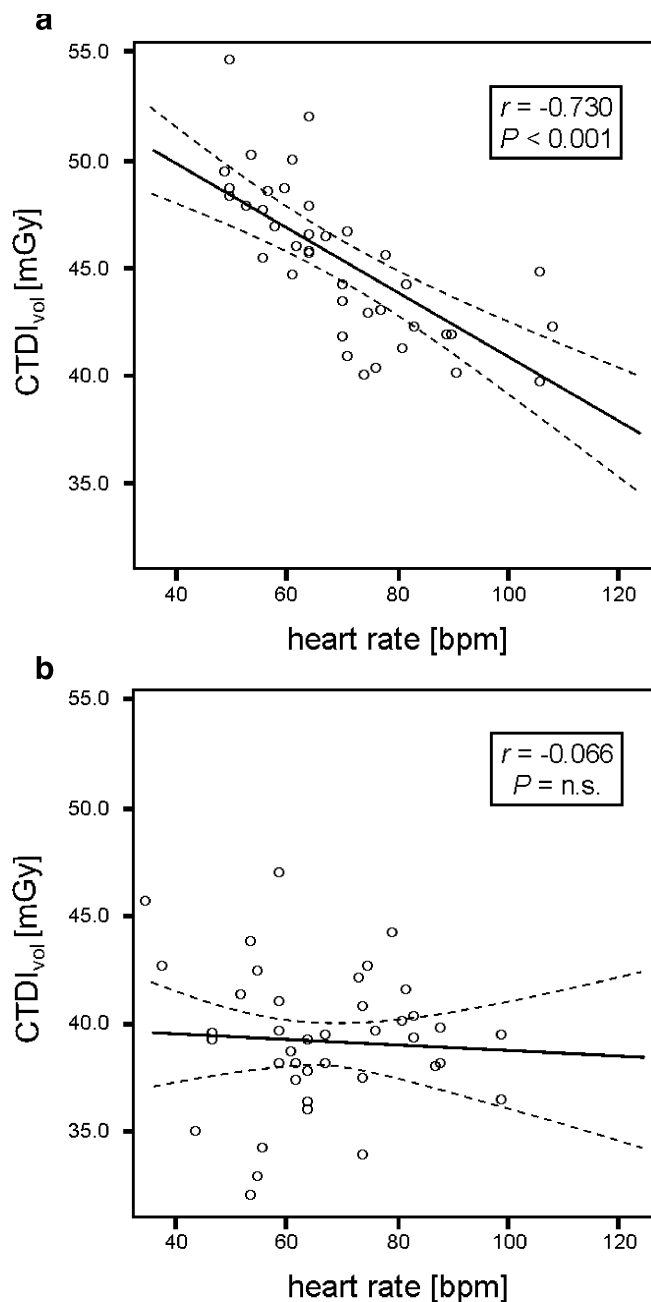 a
55.0
50.0
45.0
40.0
35.0
CTDIvol [mGy]
r = -0.730
P < 0.001
40 60 80 100 120
heart rate [bpm]
b
55.0
50.0
45.0
40.0
35.0
CTDIvol [mGy]
r = -0.066
P = n.s.
40 60 80 100 120
heart rate [bpm]